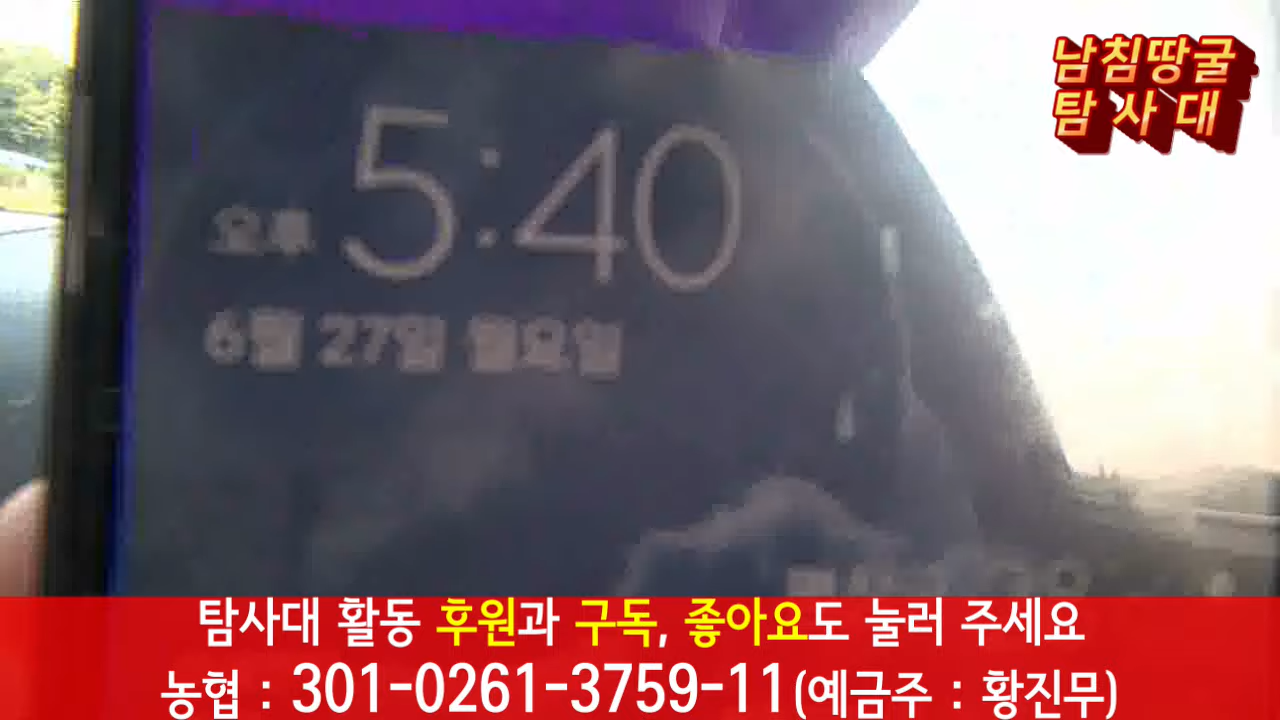 남침땅굴
탐사대
오후 5:40
6월 27일 월요일
탐사대 활동 후원과 구독, 좋아요도 눌러 주세요
농협 : 301-0261-3759-11(예금주 : 황진무)